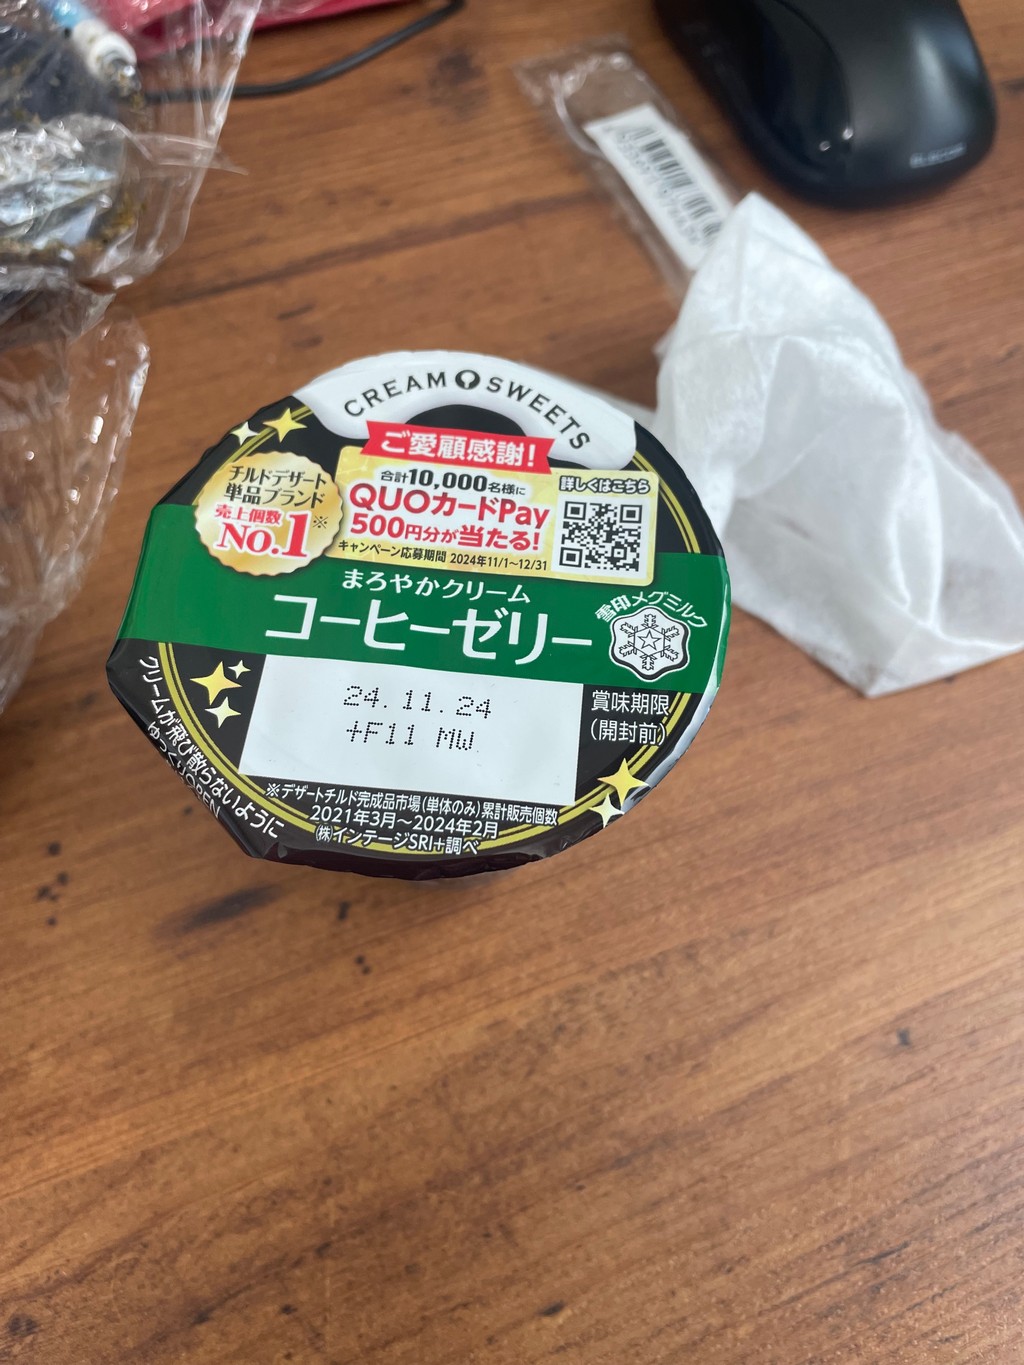 ELECOM
CREAM SWEETS
ご愛顧感謝!
チルドデザート
単品ブランド
売上個数
No.1※
合計10,000名様に
QUOカードPay
500円分が当たる!
キャンペーン応募期間 2024年11/1~12/31
詳しくはこちら
まろやかクリーム
コーヒーゼリー
雪印メグミルク
24.11.24
+F11 MW
賞味期限
(開封前)
クリームが飛び散らないように
ゆっくりOPEN
※デザートチルド完成品市場(単体のみ)累計販売個数
2021年3月~2024年2月
㈱インテージSRI+調べ